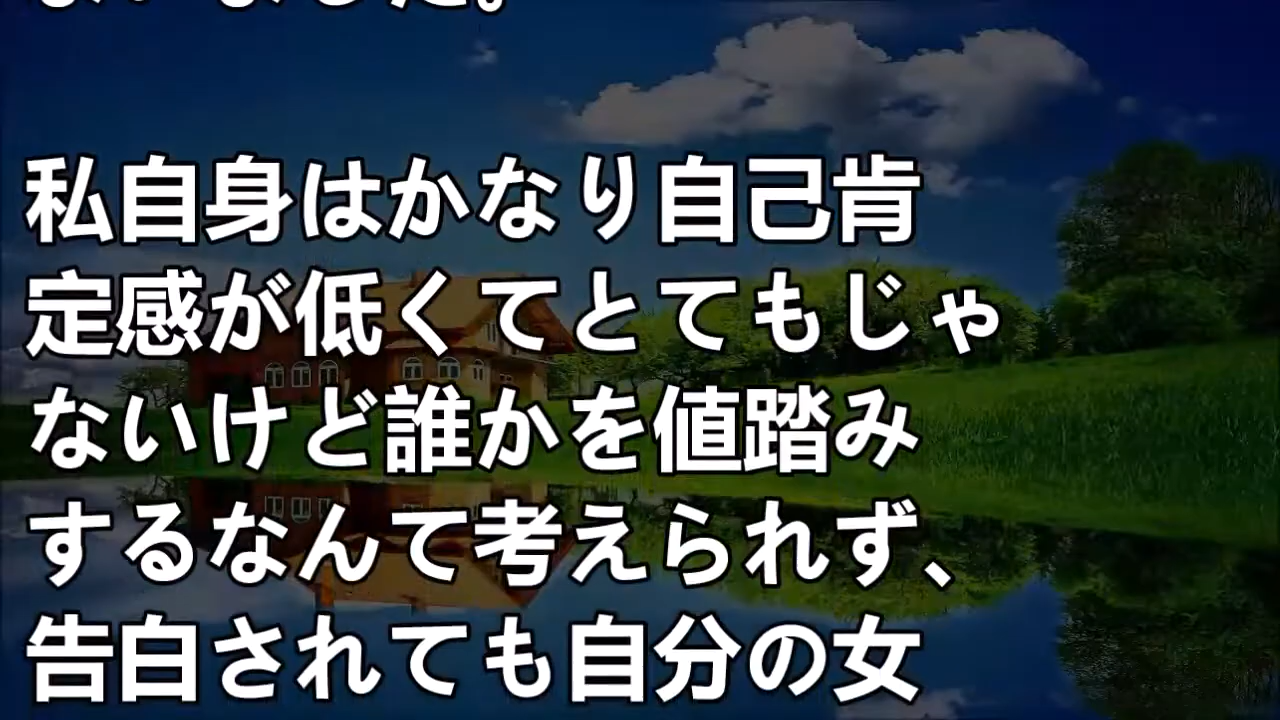 私自身はかなり自己肯
定感が低くてとてもじゃ
ないけど誰かを値踏み
するなんて考えられず、
告白されても自分の女